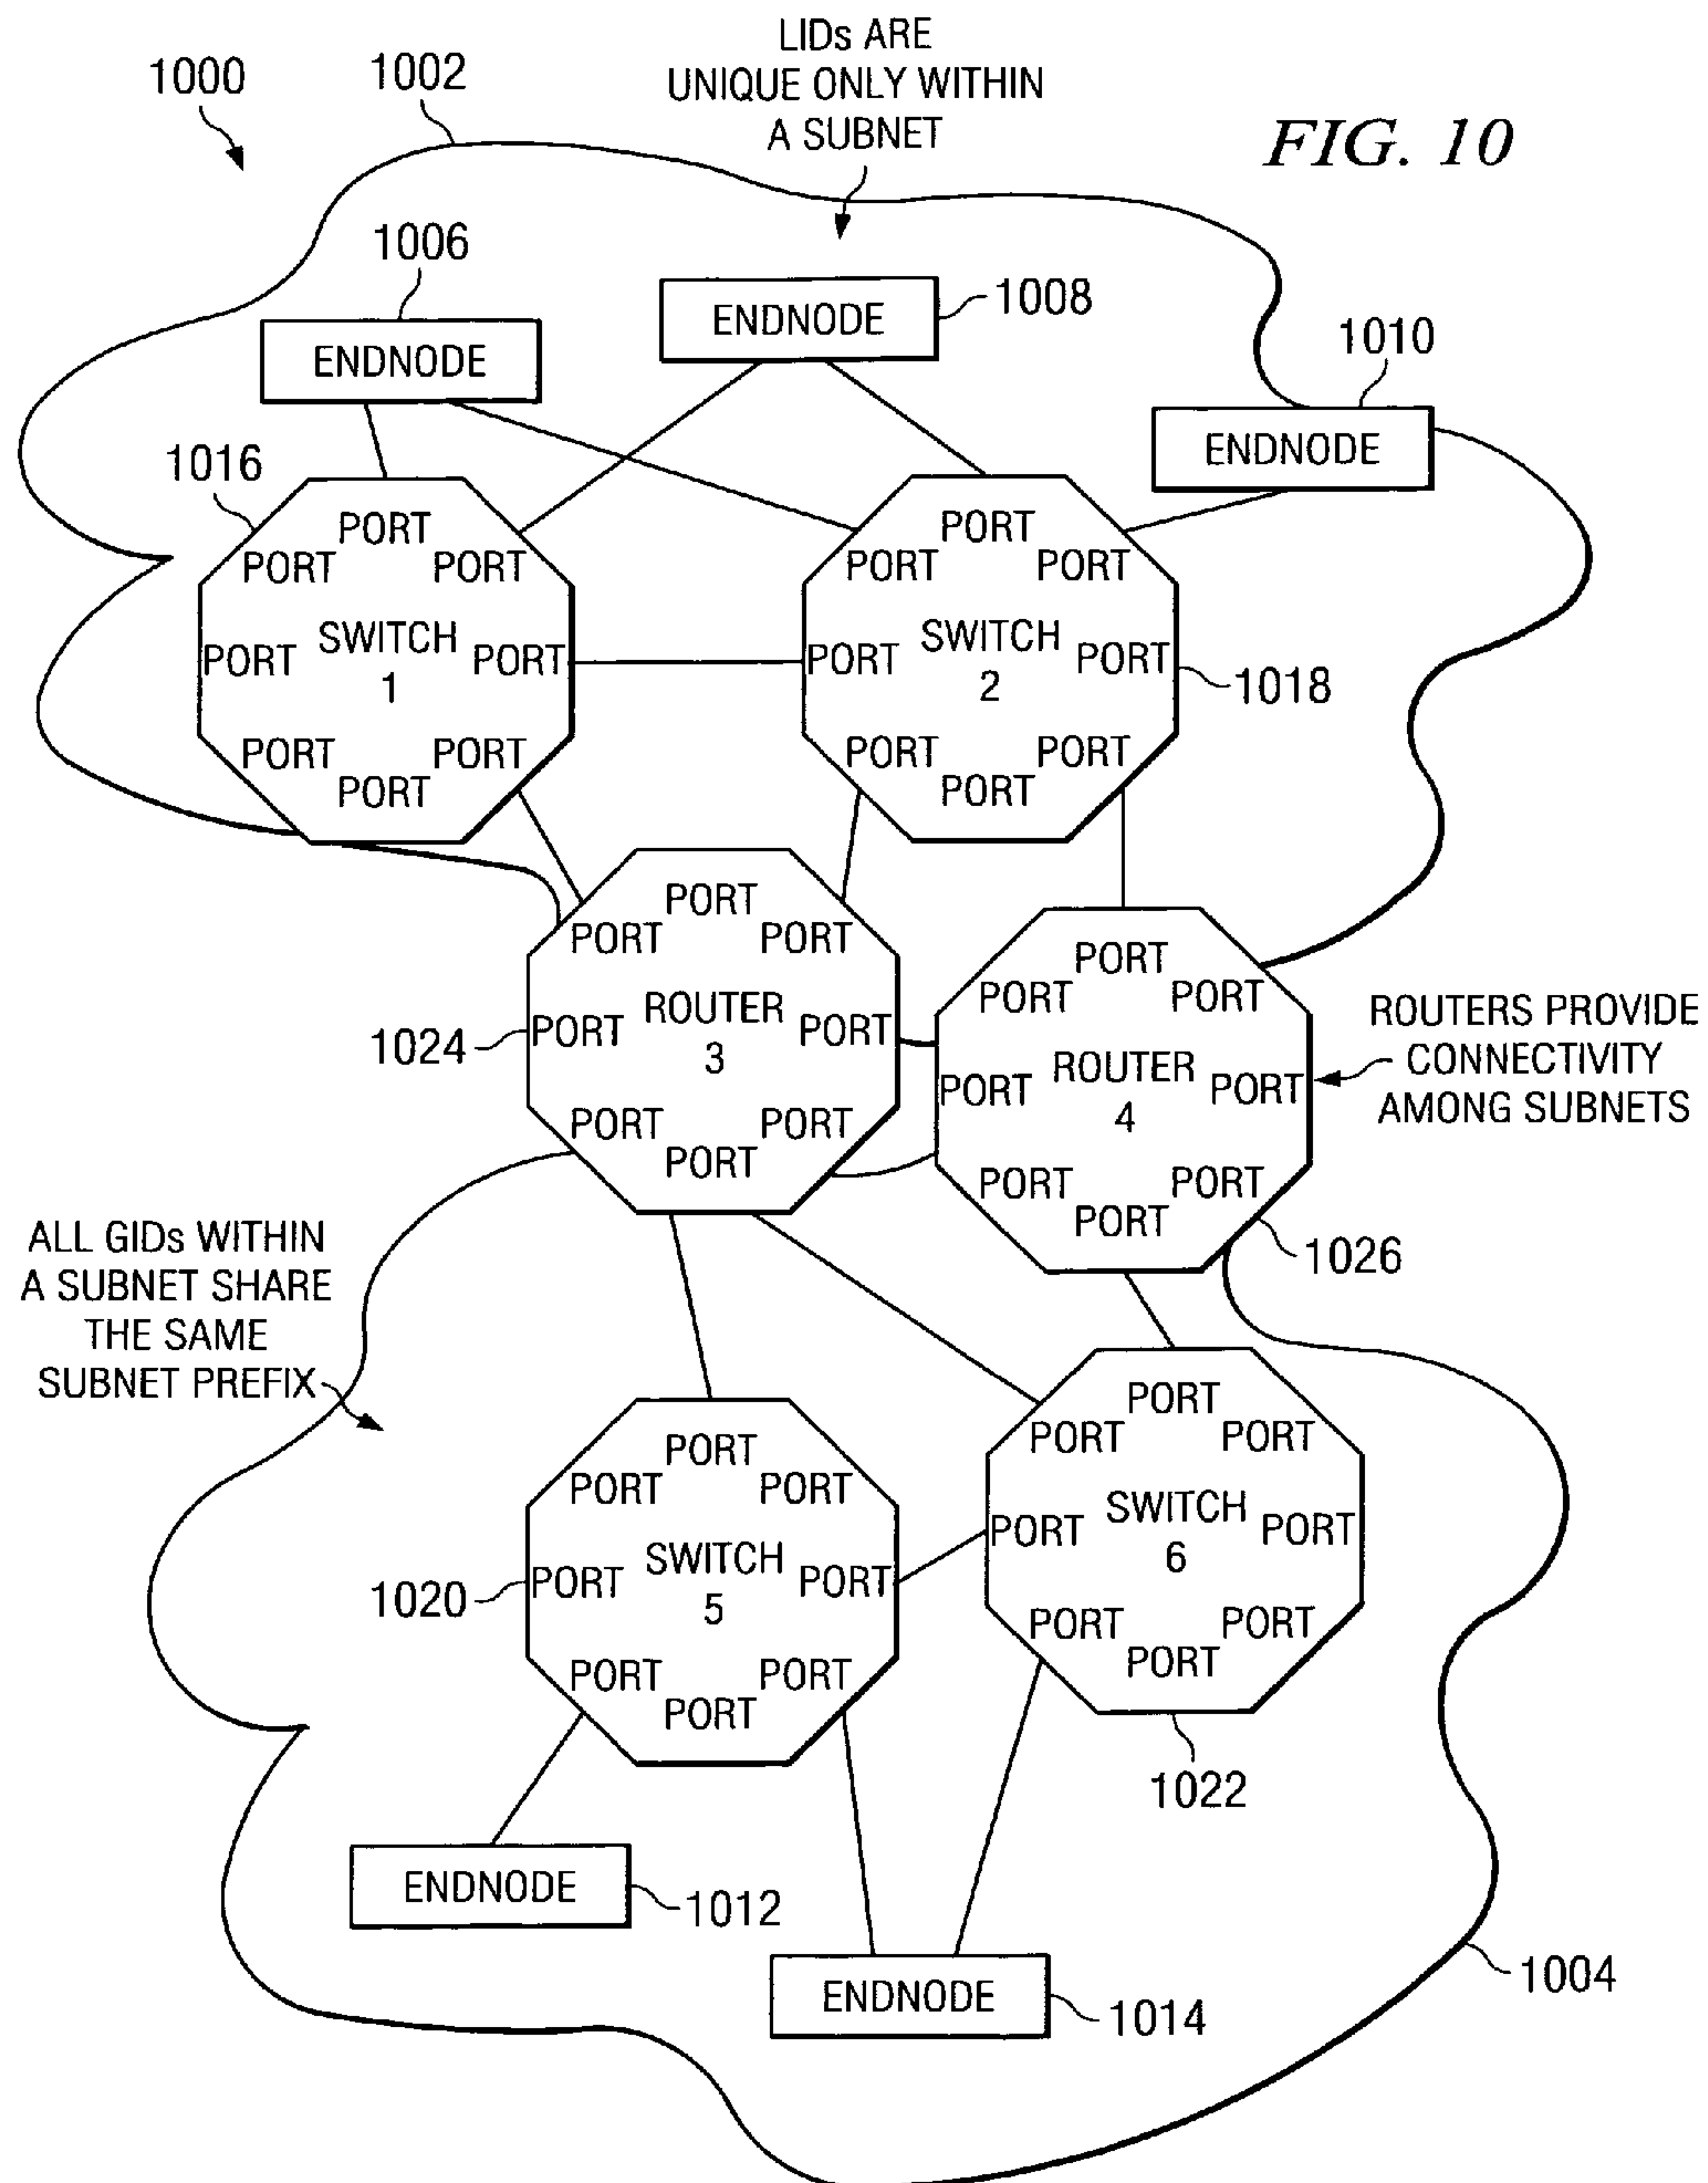 LIDs ARE
UNIQUE ONLY WITHIN
A SUBNET
1000
1002
FIG. 10
1006
ENDNODE
ENDNODE
1008
1010
ENDNODE
1016
PORT
PORT
PORT
SWITCH
1
PORT
PORT
PORT
PORT
PORT
PORT
PORT
PORT
SWITCH
2
PORT
PORT
PORT
PORT
PORT
1018
PORT
PORT
PORT
ROUTER
3
PORT
PORT
PORT
PORT
PORT
1024
PORT
PORT
PORT
ROUTER
4
PORT
PORT
PORT
PORT
PORT
1026
ROUTERS PROVIDE
CONNECTIVITY
AMONG SUBNETS
ALL GIDs WITHIN
A SUBNET SHARE
THE SAME
SUBNET PREFIX
PORT
PORT
PORT
SWITCH
5
PORT
PORT
PORT
PORT
PORT
1020
PORT
PORT
PORT
SWITCH
6
PORT
PORT
PORT
PORT
PORT
1022
ENDNODE
1012
ENDNODE
1014
1004